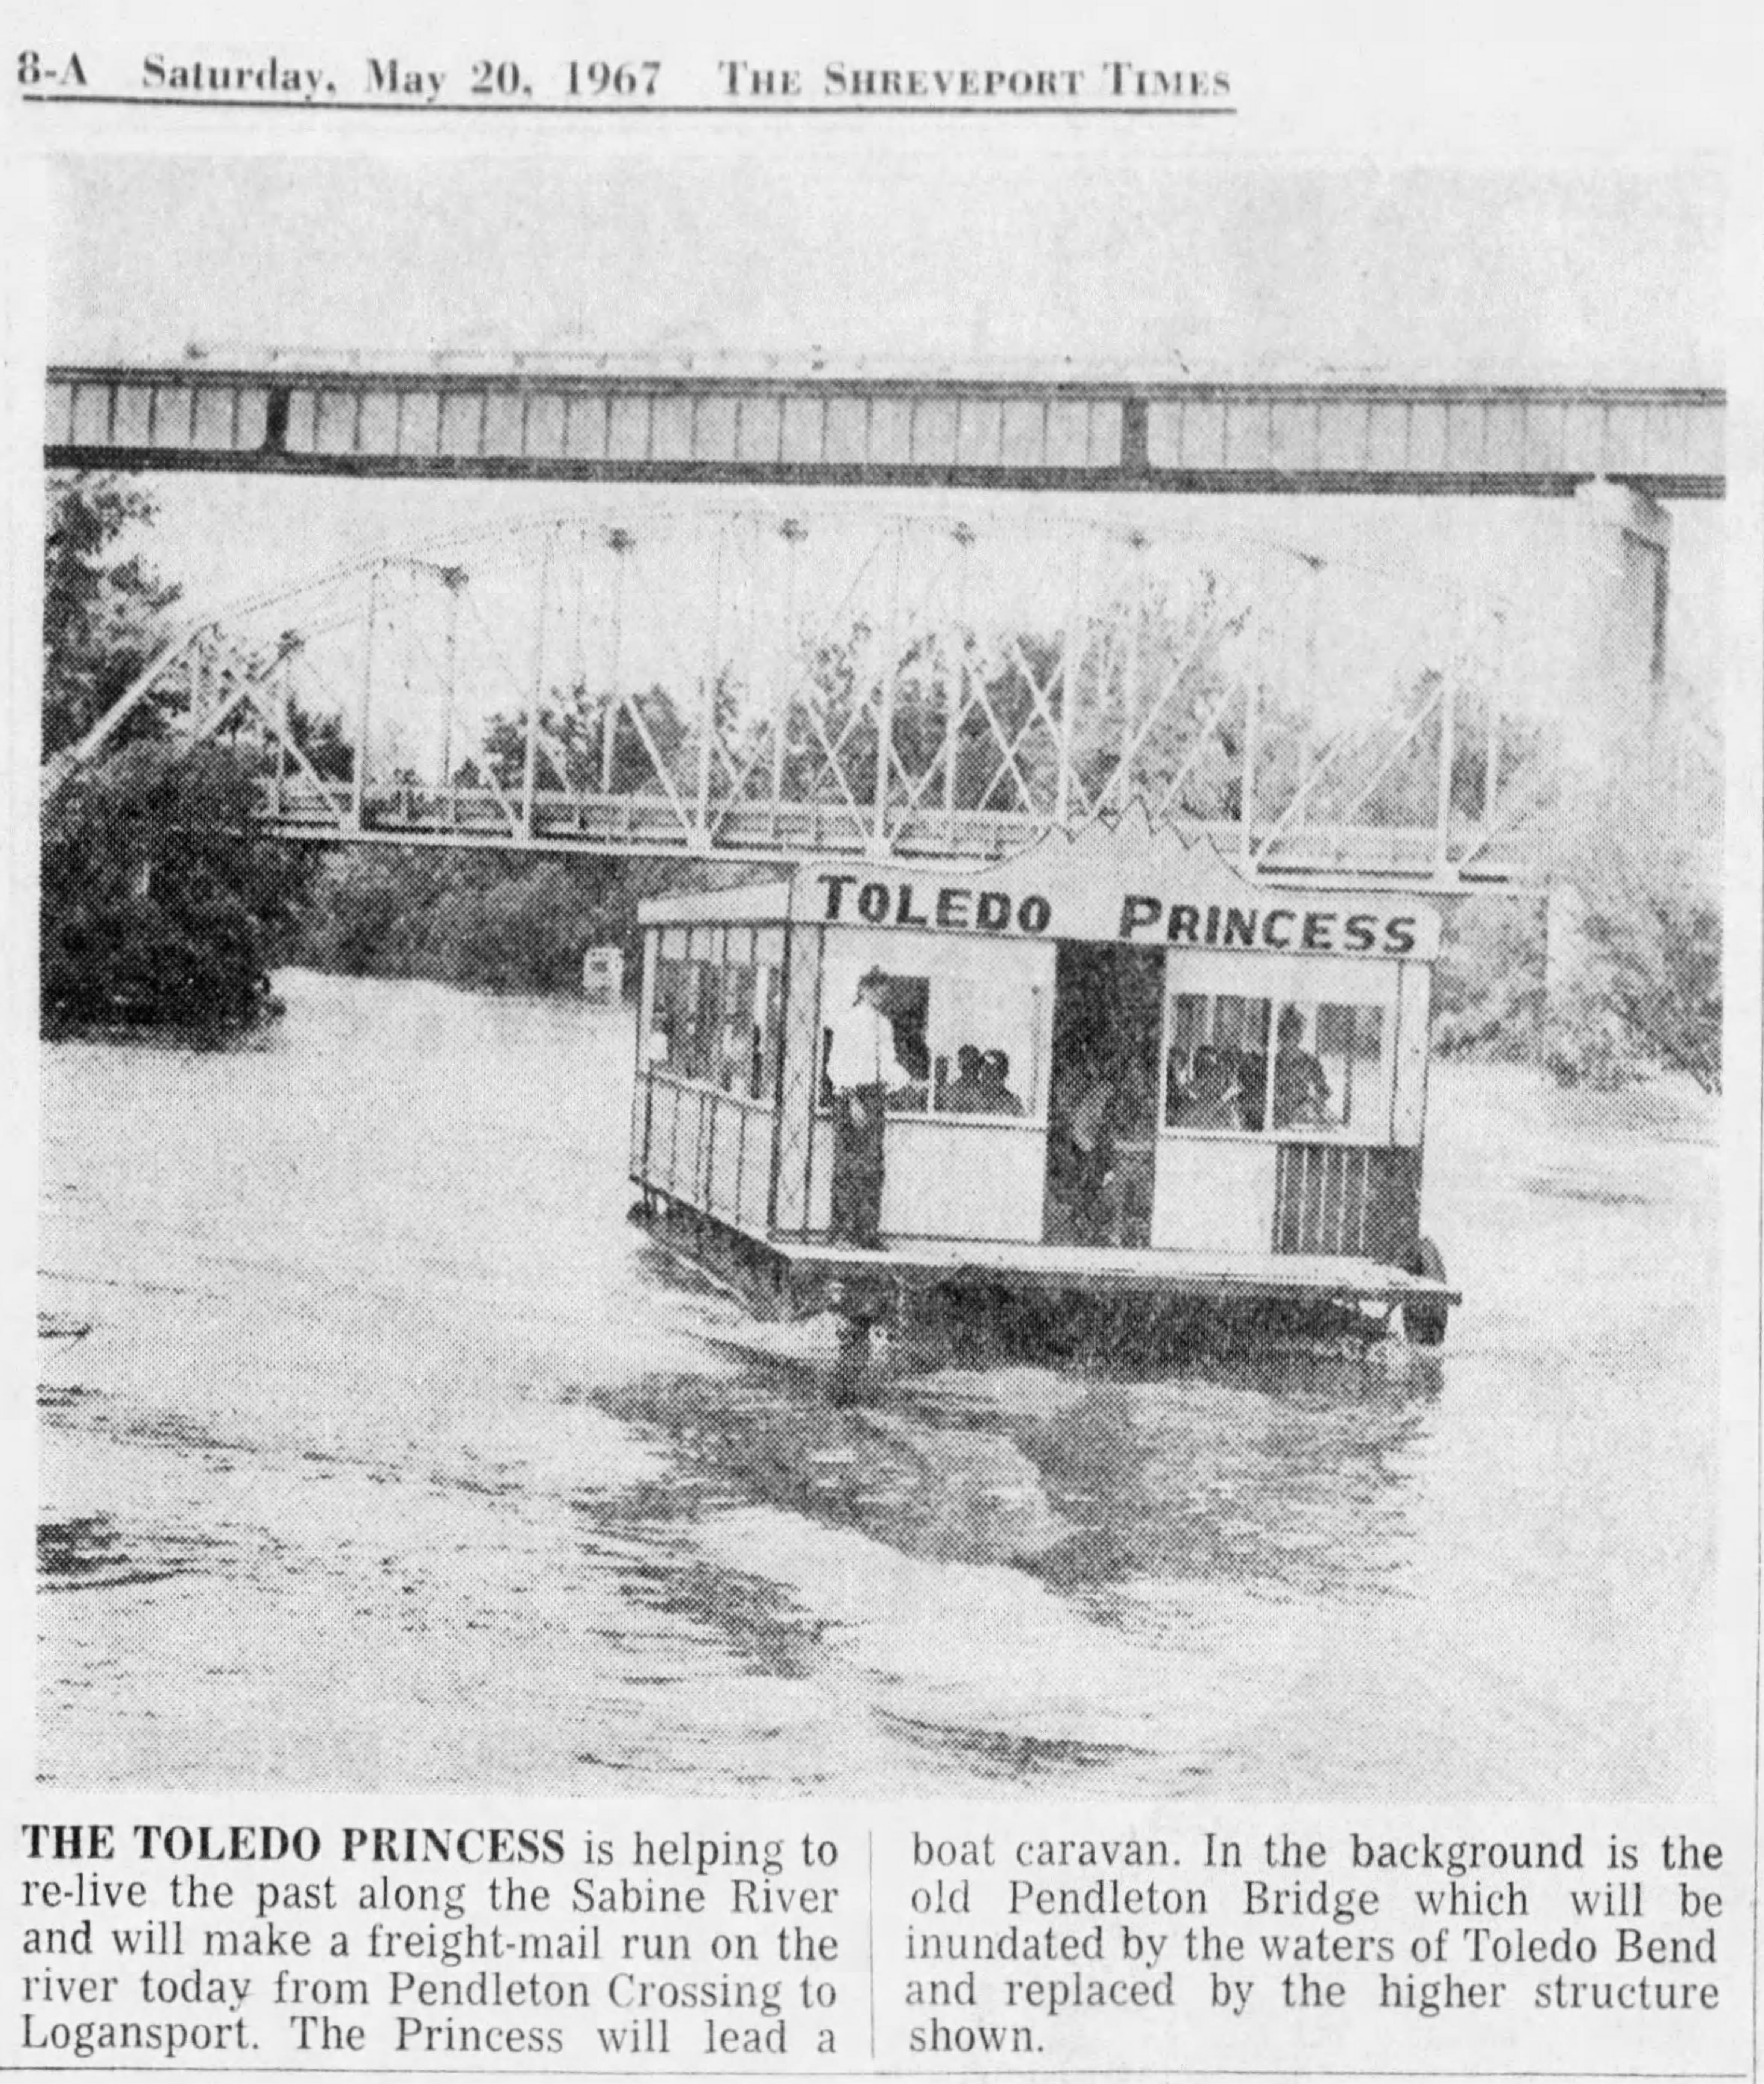 8-A Saturday, May 20, 1967 THE SHREVEPORT TIMES
TOLEDO PRINCESS
THE TOLEDO PRINCESS is helping to
re-live the past along the Sabine River
and will make a freight-mail run on the
river today from Pendleton Crossing to
Logansport. The Princess will lead a
boat caravan. In the background is the
old Pendleton Bridge which will be
inundated by the waters of Toledo Bend
and replaced by the higher structure
shown.